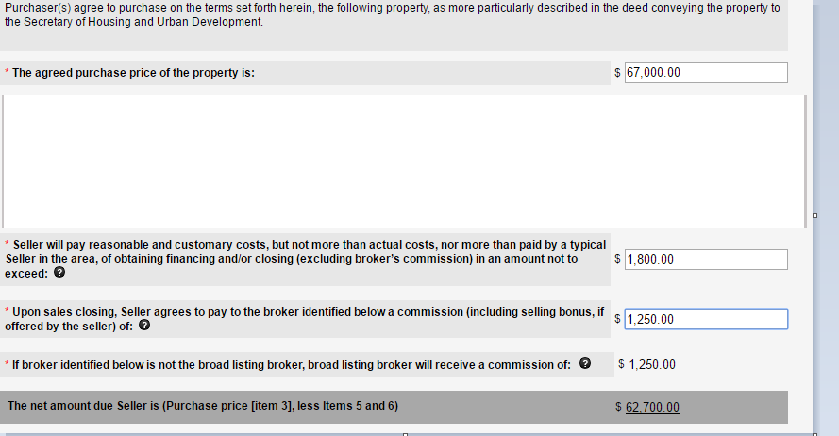 Purchaser(s) agree to purchase on the terms set forth herein, the following property, as more particularly described in the deed conveying the property to
the Secretary of Housing and Urban Development.
* The agreed purchase price of the property is: $ 67,000.00
* Seller will pay reasonable and customary costs, but not more than actual costs, nor more than paid by a typical
Seller in the area, of obtaining financing and/or closing (excluding broker's commission) in an amount not to $ 1,800.00
exceed: ?
* Upon sales closing, Seller agrees to pay to the broker identified below a commission (including selling bonus, if
offered by the seller) of: ? $ 1,250.00
* If broker identified below is not the broad listing broker, broad listing broker will receive a commission of: ? $ 1,250.00
The net amount due Seller is (Purchase price [item 3], less Items 5 and 6) $ 62,700.00